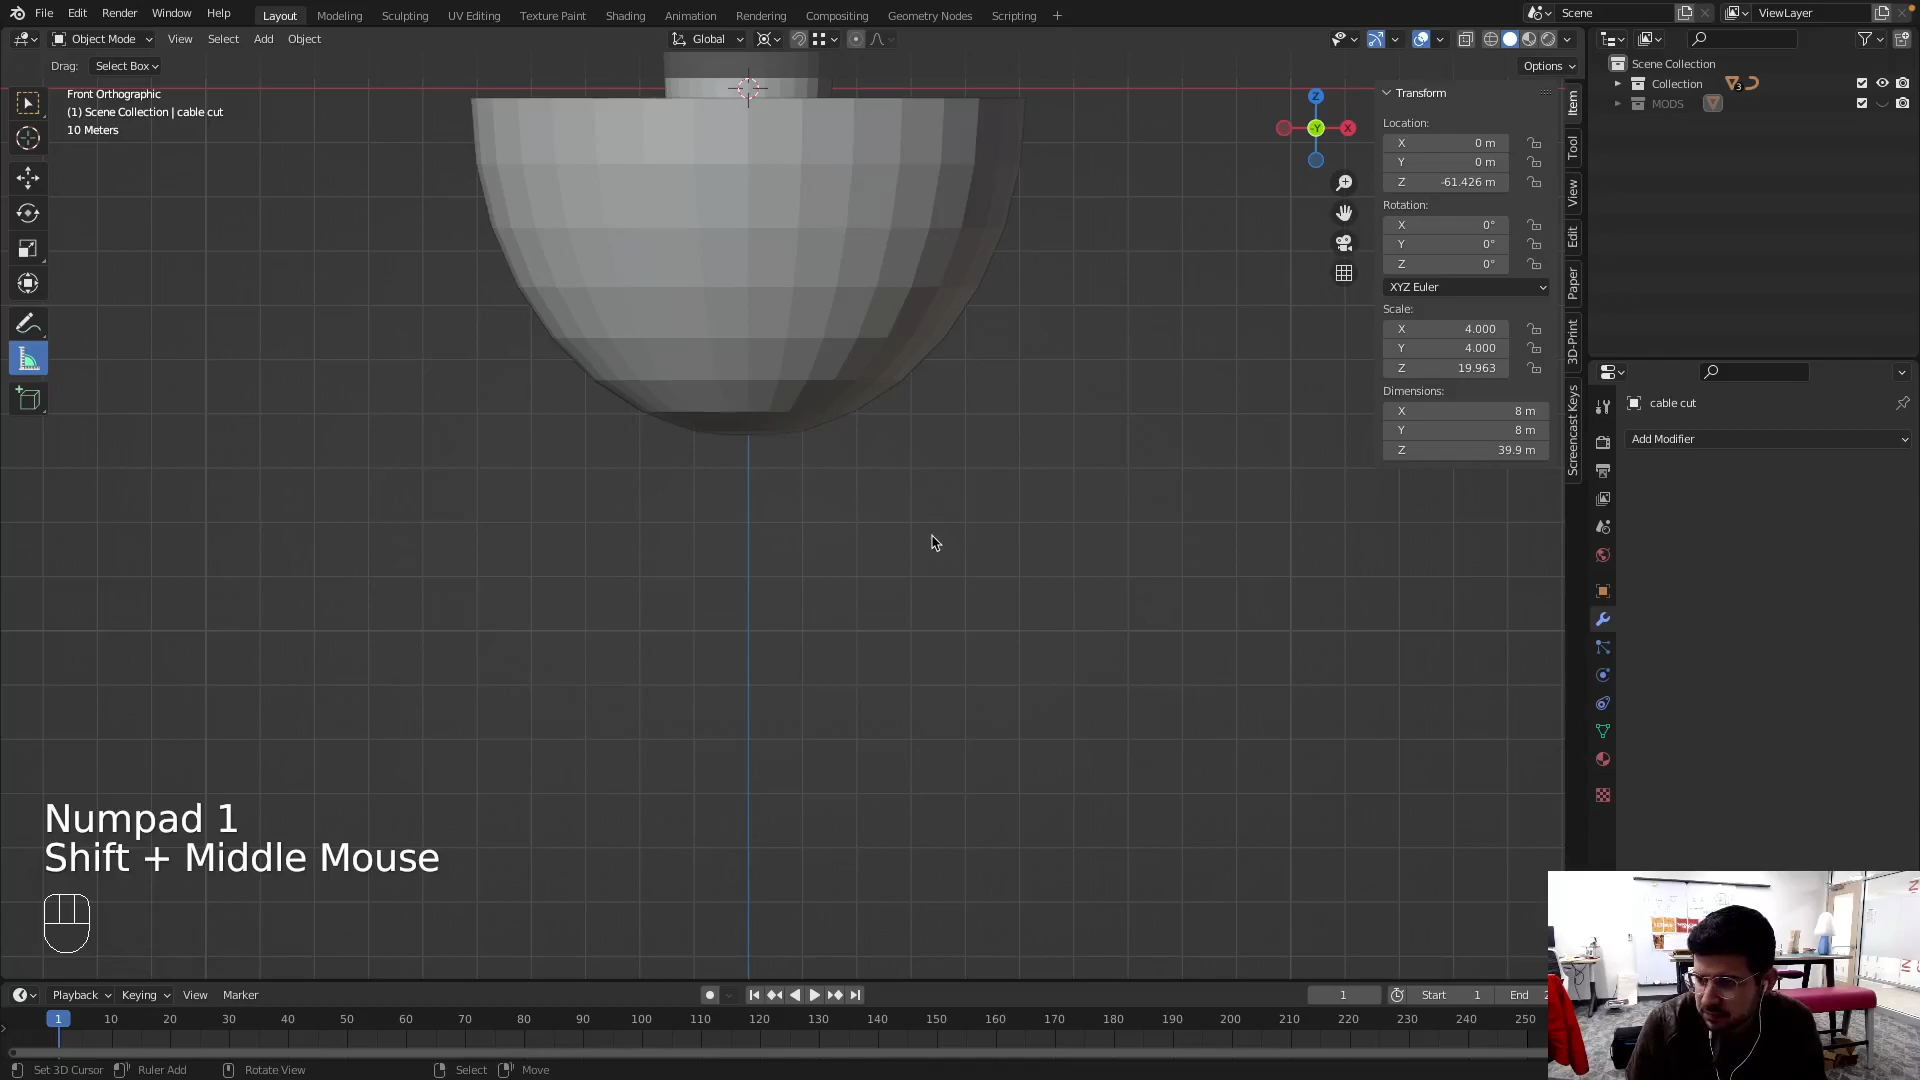 File Edit Render Window Help Layout Modeling Sculpting UV Editing Texture Paint Shading Animation Rendering Compositing Geometry Nodes Scripting + Scene ViewLayer
Object Mode View Select Add Object Global
Drag: Select Box Options
Front Orthographic
(1) Scene Collection | cable cut
10 Meters
Z
-Y X
Transform
Location:
X 0 m
Y 0 m
Z -61.426 m
Rotation:
X 0°
Y 0°
Z 0°
XYZ Euler
Scale:
X 4.000
Y 4.000
Z 19.963
Dimensions:
X 8 m
Y 8 m
Z 39.9 m
Item
Tool
View
Edit
Paper
3D-Print
Screencast Keys
Scene Collection
Collection 3
MODS
cable cut
Add Modifier
Numpad 1
Shift + Middle Mouse
Playback Keying View Marker 1 Start 1 End 2
1 10 20 30 40 50 60 70 80 90 100 110 120 130 140 150 160 170 180 190 200 210 220 230 240 250
Set 3D Cursor Ruler Add Rotate View Select Move